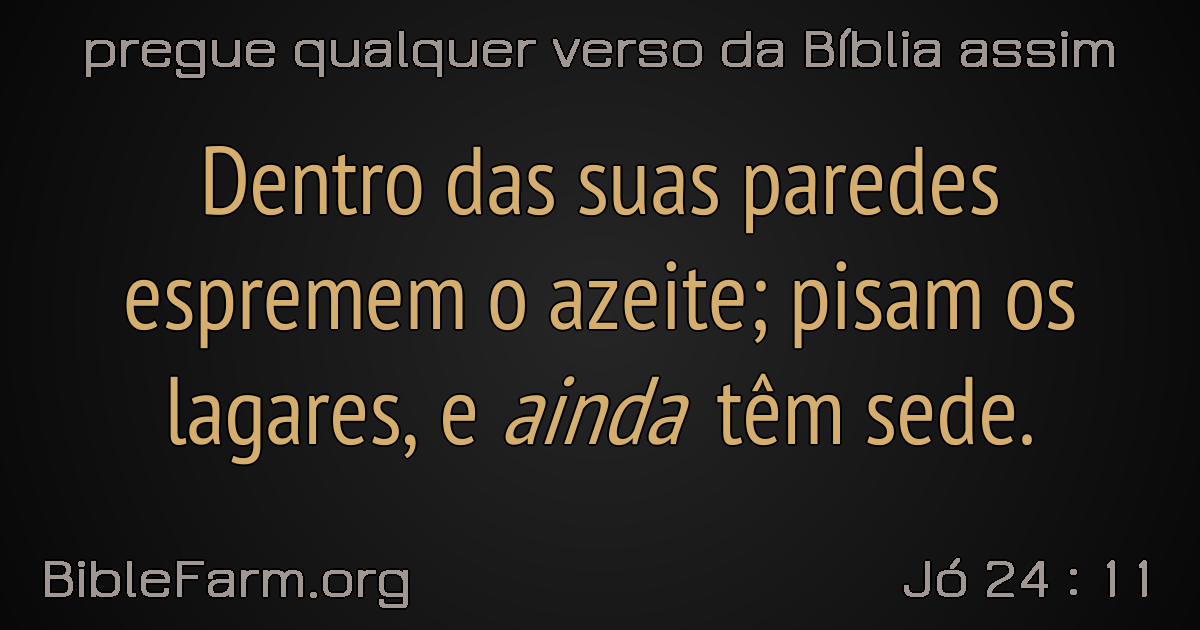 pregue qualquer verso da Bíblia assim
Dentro das suas paredes
espremem o azeite; pisam os
lagares, e ainda têm sede.
BibleFarm.org
Jó 24 : 11